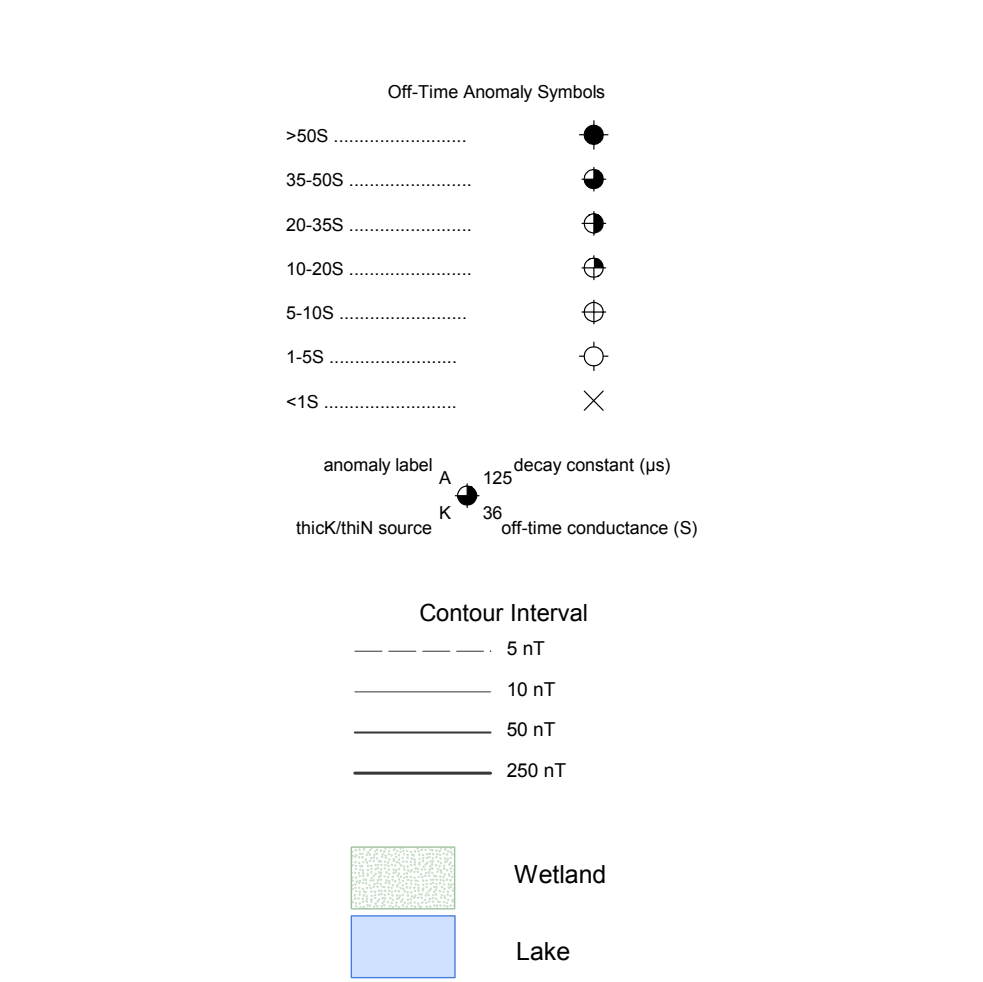 Off-Time Anomaly Symbols
>50S ..........................
35-50S ........................
20-35S ........................
10-20S ........................
5-10S .........................
1-5S .........................
<1S ..........................
anomaly label A 125 decay constant (µs)
thicK/thiN source K 36 off-time conductance (S)
Contour Interval
5 nT
10 nT
50 nT
250 nT
Wetland
Lake